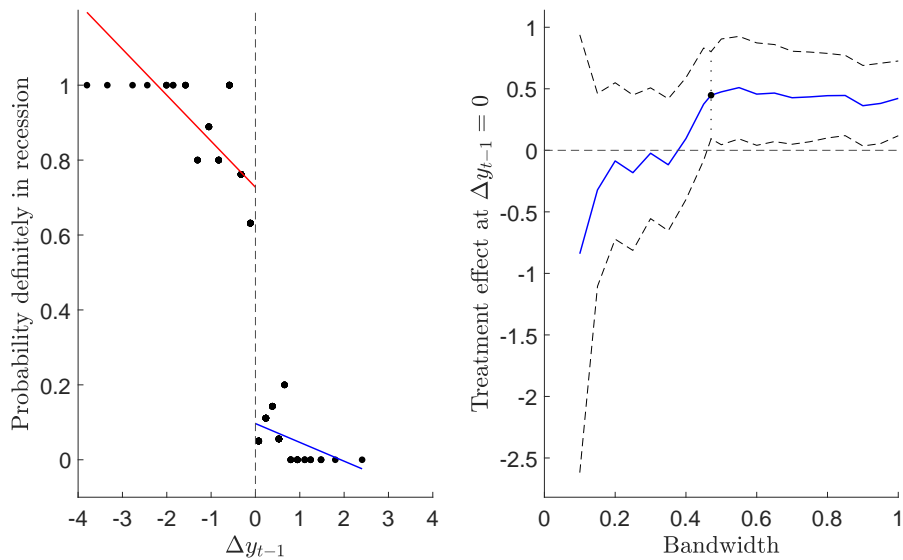 Probability definitely in recession
1
0.8
0.6
0.4
0.2
0
-4 -3 -2 -1 0 1 2 3 4
Δy_{t−1}
Treatment effect at Δy_{t−1} = 0
1
0.5
0
-0.5
-1
-1.5
-2
-2.5
0 0.2 0.4 0.6 0.8 1
Bandwidth